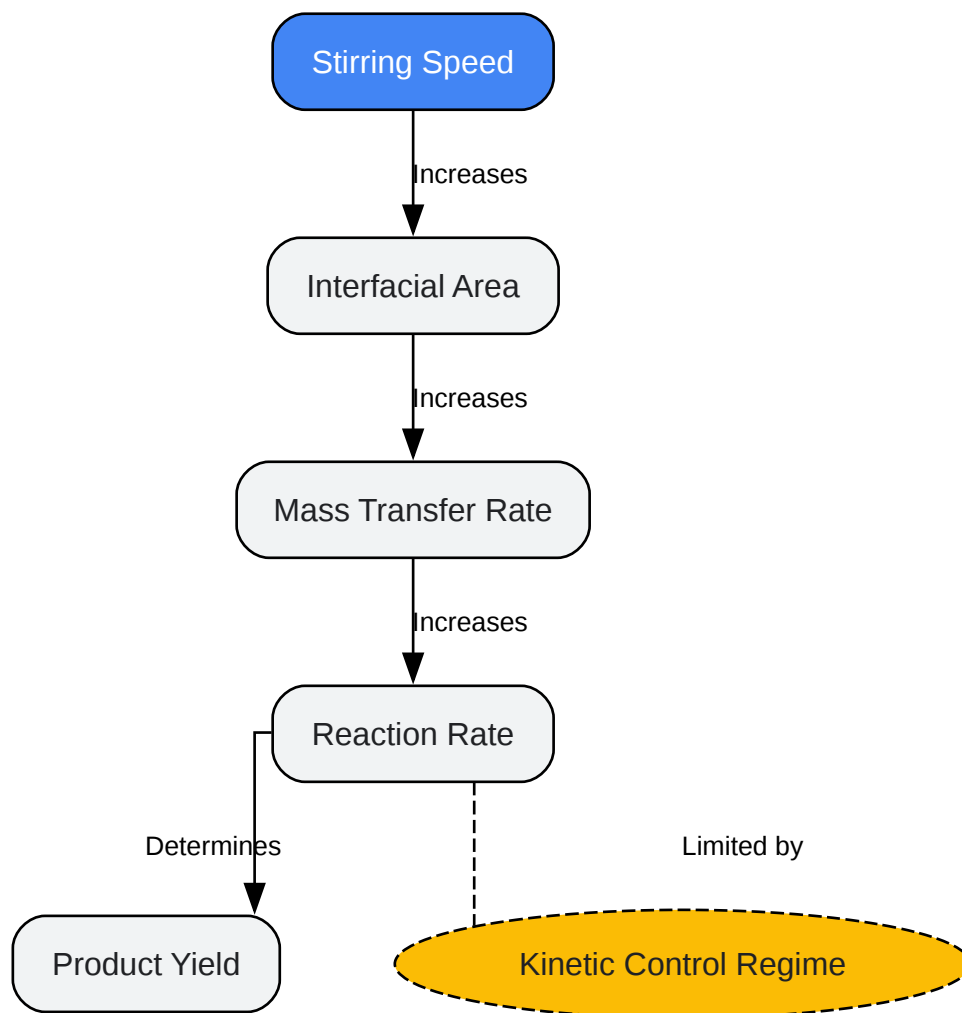 Stirring Speed
Increases
Interfacial Area
Increases
Mass Transfer Rate
Increases
Reaction Rate
Determines
Limited by
Product Yield
Kinetic Control Regime